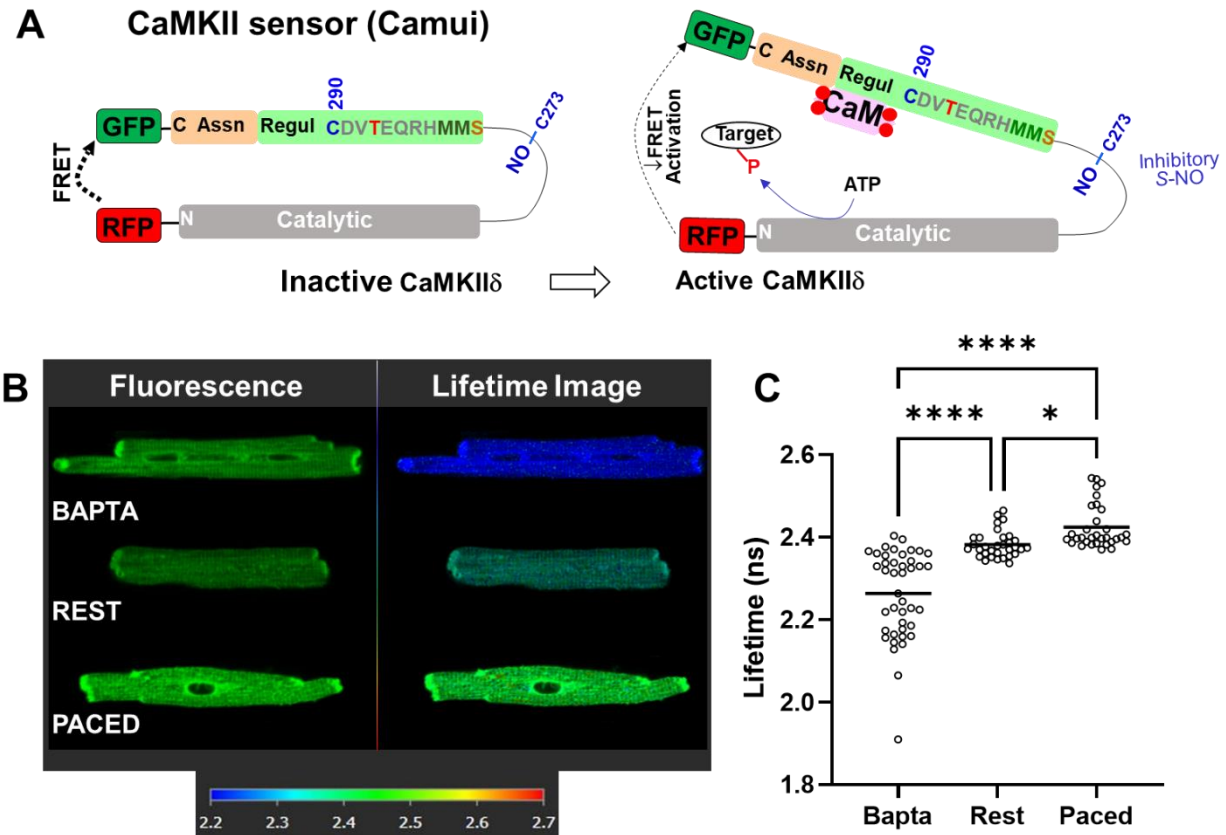 A
CaMKII sensor (Camui)
GFP
C Assn
Regul
290
CDVTEQRHMMS
NO
C273
FRET
RFP
N
Catalytic
Inactive CaMKIIδ
GFP
C Assn
Regul
290
CDVTEQRHMMS
CaM
Target
P
ATP
↓FRET
Activation
NO
C273
Inhibitory
S-NO
RFP
N
Catalytic
Active CaMKIIδ
B
Fluorescence
Lifetime Image
BAPTA
REST
PACED
2.2 2.3 2.4 2.5 2.6 2.7
C
****
**** *
Lifetime (ns)
2.6
2.4
2.2
2.0
1.8
Bapta Rest Paced